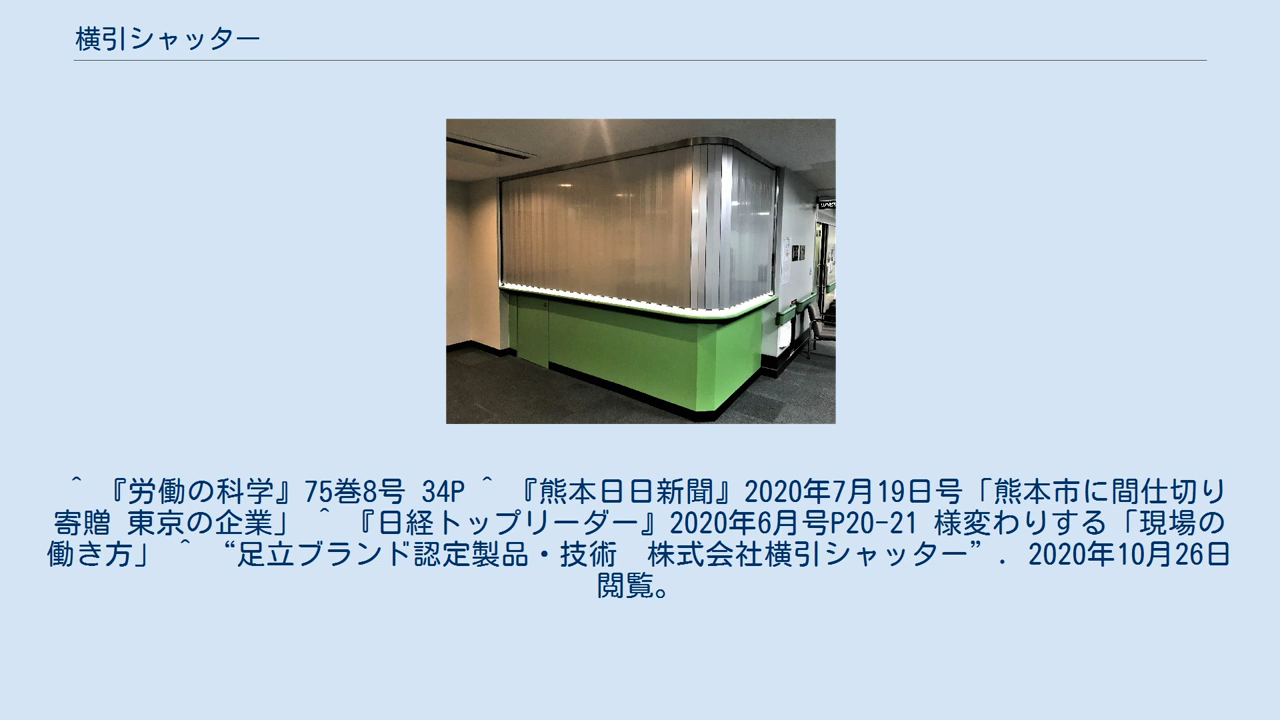 横引シャッター
＾ 『労働の科学』75巻8号 34P ＾ 『熊本日日新聞』2020年7月19日号「熊本市に間仕切り
寄贈 東京の企業」 ＾ 『日経トップリーダー』2020年6月号P20-21 様変わりする「現場の
働き方」 ＾ “足立ブランド認定製品・技術　株式会社横引シャッター”. 2020年10月26日
閲覧。